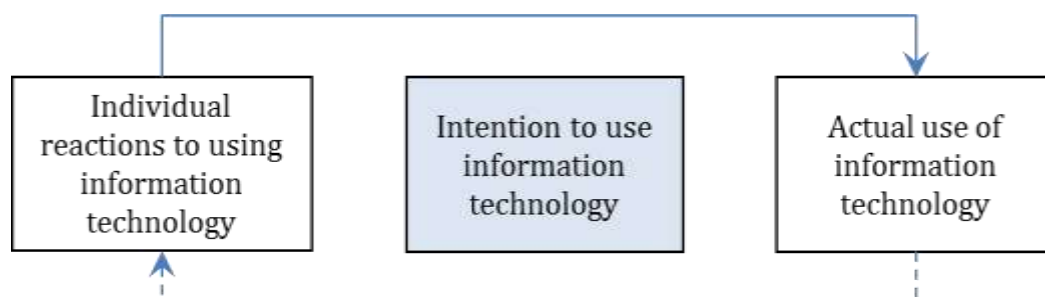 Individual
reactions to using
information
technology
Intention to use
information
technology
Actual use of
information
technology